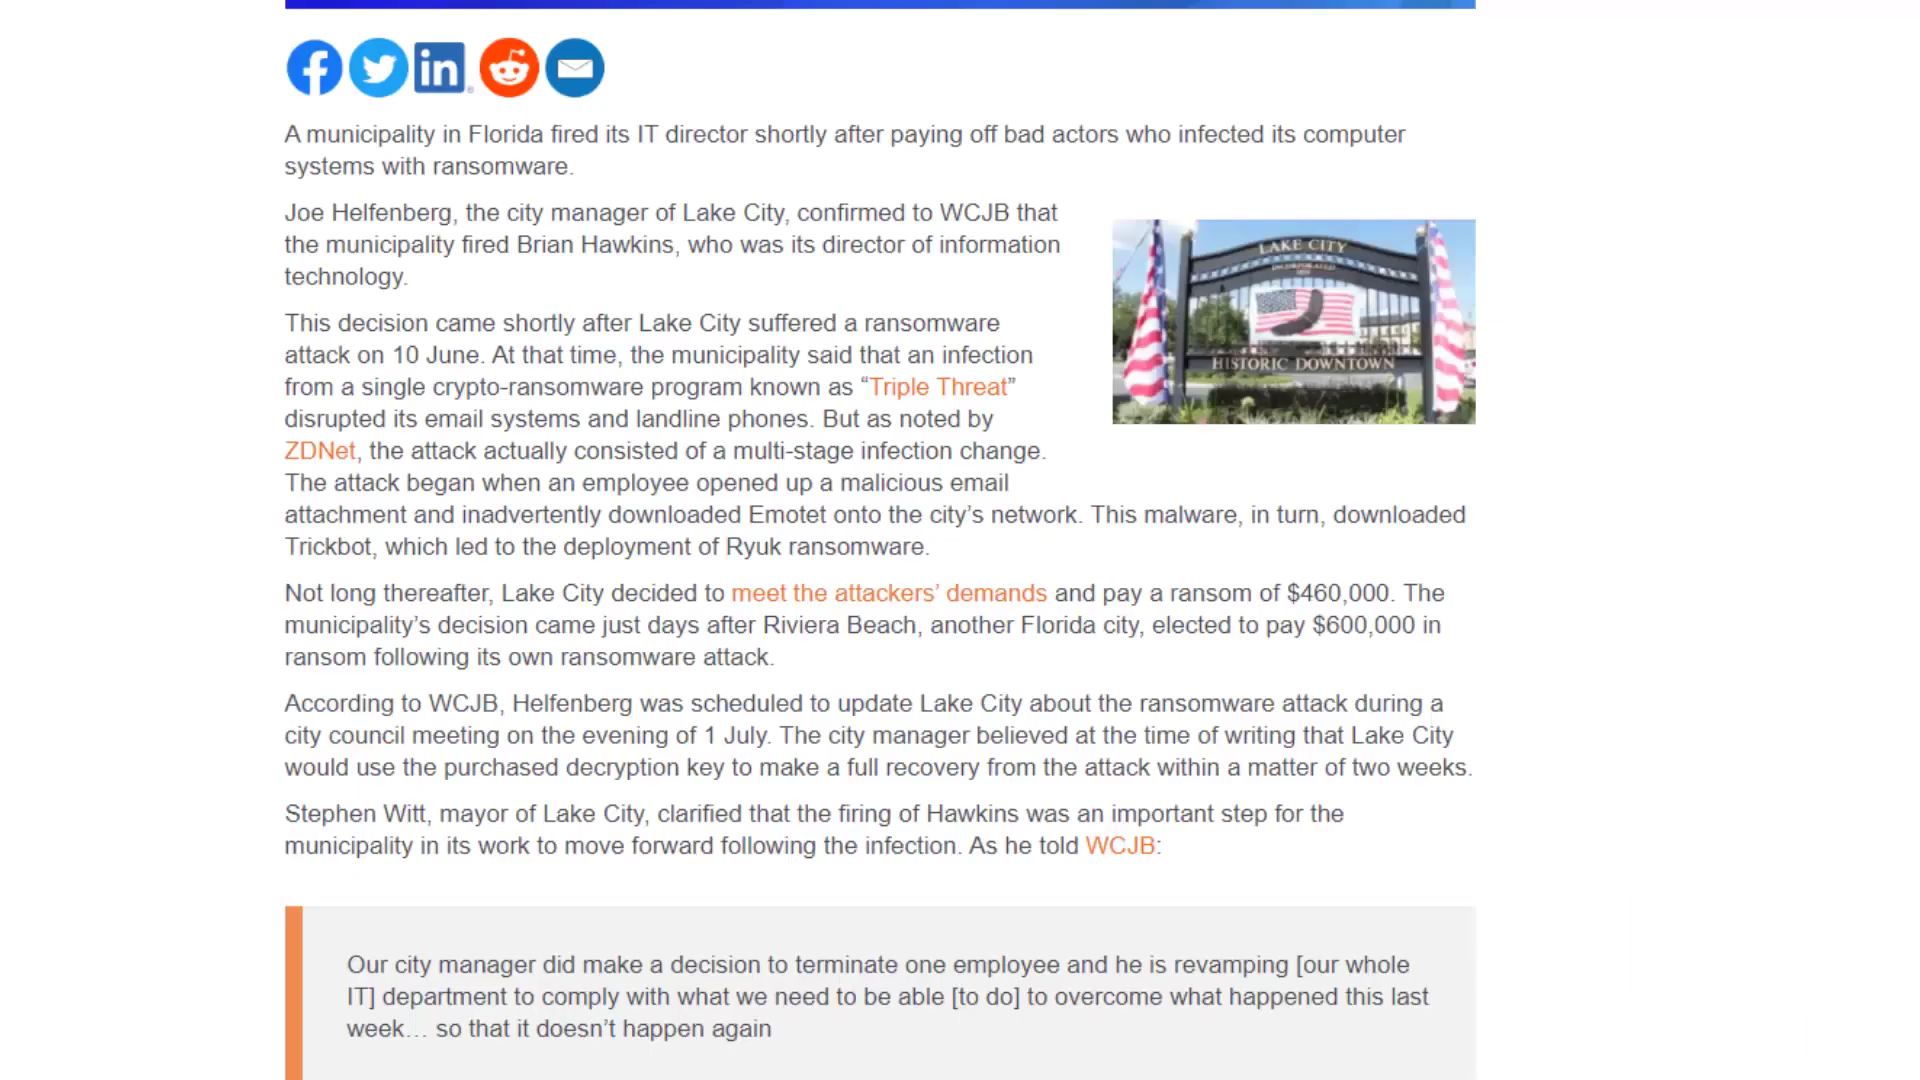 A municipality in Florida fired its IT director shortly after paying off bad actors who infected its computer
systems with ransomware.
Joe Helfenberg, the city manager of Lake City, confirmed to WCJB that
the municipality fired Brian Hawkins, who was its director of information
technology.
LAKE CITY
INCORPORATED
HISTORIC DOWNTOWN
This decision came shortly after Lake City suffered a ransomware
attack on 10 June. At that time, the municipality said that an infection
from a single crypto-ransomware program known as “Triple Threat”
disrupted its email systems and landline phones. But as noted by
ZDNet, the attack actually consisted of a multi-stage infection change.
The attack began when an employee opened up a malicious email
attachment and inadvertently downloaded Emotet onto the city’s network. This malware, in turn, downloaded
Trickbot, which led to the deployment of Ryuk ransomware.
Not long thereafter, Lake City decided to meet the attackers’ demands and pay a ransom of $460,000. The
municipality’s decision came just days after Riviera Beach, another Florida city, elected to pay $600,000 in
ransom following its own ransomware attack.
According to WCJB, Helfenberg was scheduled to update Lake City about the ransomware attack during a
city council meeting on the evening of 1 July. The city manager believed at the time of writing that Lake City
would use the purchased decryption key to make a full recovery from the attack within a matter of two weeks.
Stephen Witt, mayor of Lake City, clarified that the firing of Hawkins was an important step for the
municipality in its work to move forward following the infection. As he told WCJB:
Our city manager did make a decision to terminate one employee and he is revamping [our whole
IT] department to comply with what we need to be able [to do] to overcome what happened this last
week… so that it doesn’t happen again